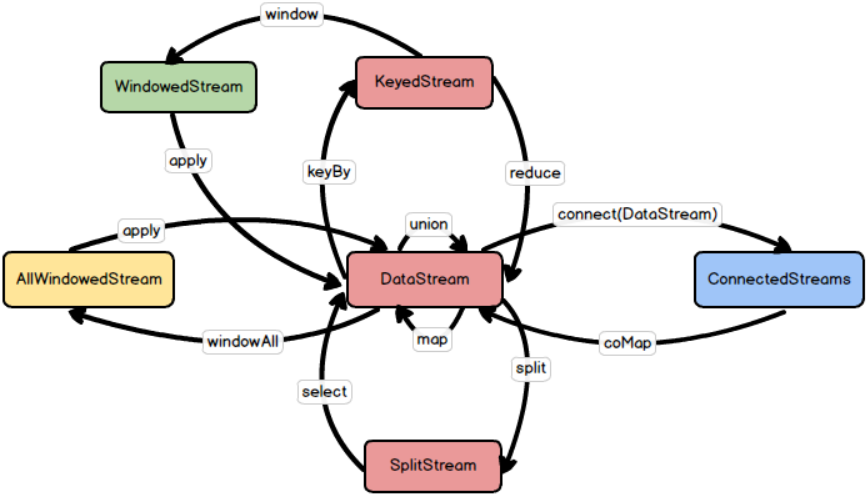 window
WindowedStream
KeyedStream
apply
keyBy
reduce
apply
union
connect(DataStream)
AllWindowedStream
DataStream
ConnectedStreams
windowAll
map
coMap
select
split
SplitStream